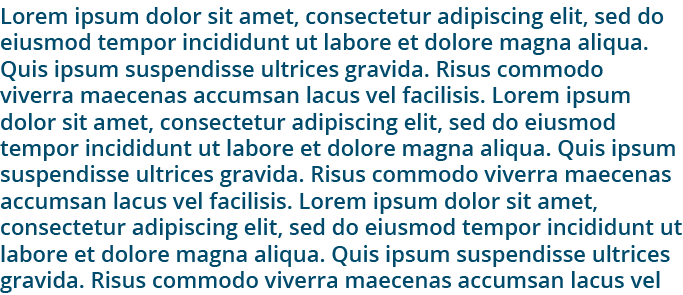 Lorem ipsum dolor sit amet, consectetur adipiscing elit, sed do
eiusmod tempor incididunt ut labore et dolore magna aliqua.
Quis ipsum suspendisse ultrices gravida. Risus commodo
viverra maecenas accumsan lacus vel facilisis. Lorem ipsum
dolor sit amet, consectetur adipiscing elit, sed do eiusmod
tempor incididunt ut labore et dolore magna aliqua. Quis ipsum
suspendisse ultrices gravida. Risus commodo viverra maecenas
accumsan lacus vel facilisis. Lorem ipsum dolor sit amet,
consectetur adipiscing elit, sed do eiusmod tempor incididunt ut
labore et dolore magna aliqua. Quis ipsum suspendisse ultrices
gravida. Risus commodo viverra maecenas accumsan lacus vel